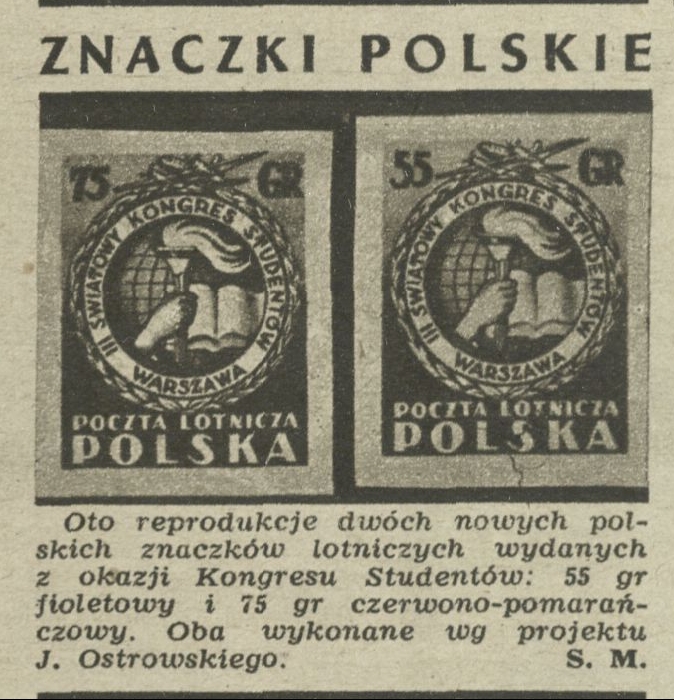 ZNACZKI POLSKIE
75 GR
III ŚWIATOWY KONGRES STUDENTÓW
WARSZAWA
POCZTA LOTNICZA
POLSKA
55 GR
III ŚWIATOWY KONGRES STUDENTÓW
WARSZAWA
POCZTA LOTNICZA
POLSKA
Oto reprodukcje dwóch nowych pol-
skich znaczków lotniczych wydanych
z okazji Kongresu Studentów: 55 gr
fioletowy i 75 gr czerwono-pomarań-
czowy. Oba wykonane wg projektu
J. Ostrowskiego. S. M.